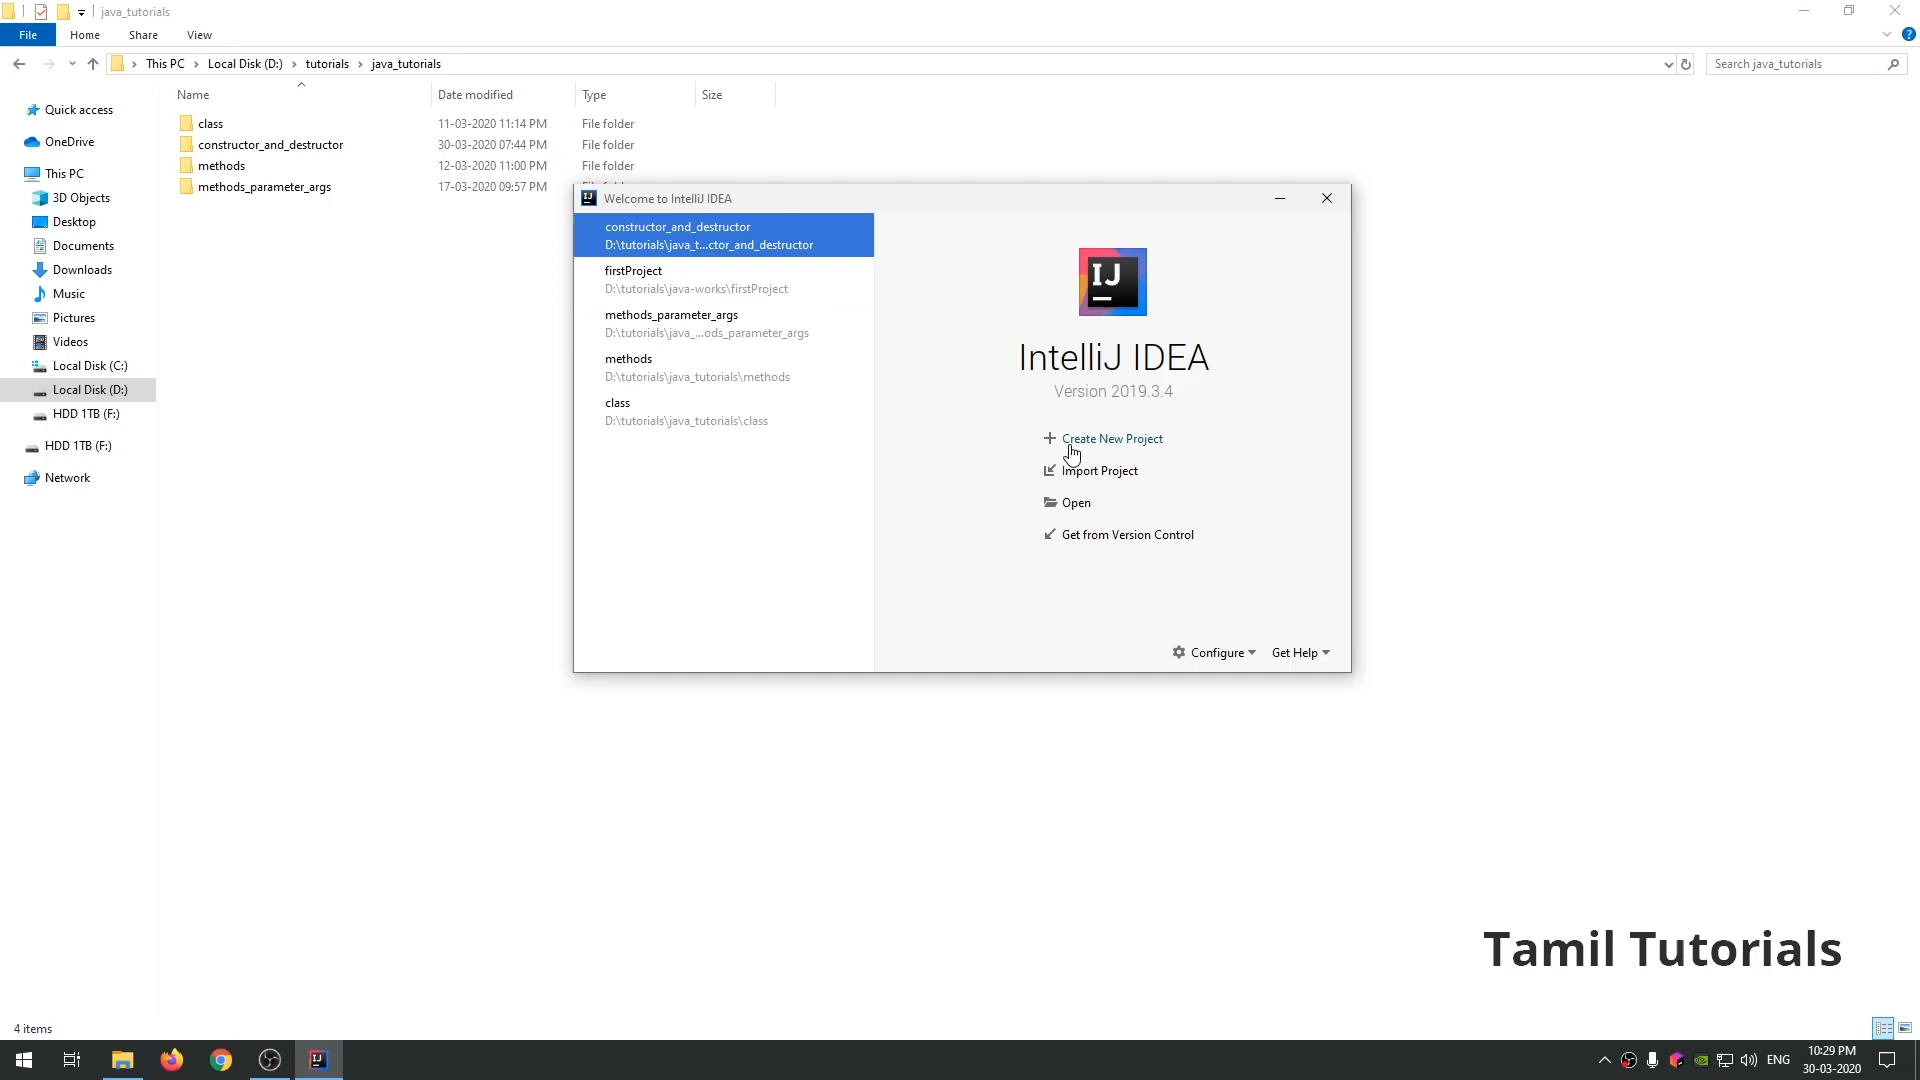 java_tutorials
File Home Share View
This PC Local Disk (D:) tutorials java_tutorials
Search java_tutorials
Name Date modified Type Size
class 11-03-2020 11:14 PM File folder
constructor_and_destructor 30-03-2020 07:44 PM File folder
methods 12-03-2020 11:00 PM File folder
methods_parameter_args 17-03-2020 09:57 PM
Quick access
OneDrive
This PC
3D Objects
Desktop
Documents
Downloads
Music
Pictures
Videos
Local Disk (C:)
Local Disk (D:)
HDD 1TB (F:)
HDD 1TB (F:)
Network
IJ Welcome to IntelliJ IDEA
constructor_and_destructor
D:\tutorials\java_t...ctor_and_destructor
firstProject
D:\tutorials\java-works\firstProject
methods_parameter_args
D:\tutorials\java_...ods_parameter_args
methods
D:\tutorials\java_tutorials\methods
class
D:\tutorials\java_tutorials\class
IJ
IntelliJ IDEA
Version 2019.3.4
Create New Project
Import Project
Open
Get from Version Control
Configure Get Help
Tamil Tutorials
4 items
IJ
ENG
10:29 PM
30-03-2020